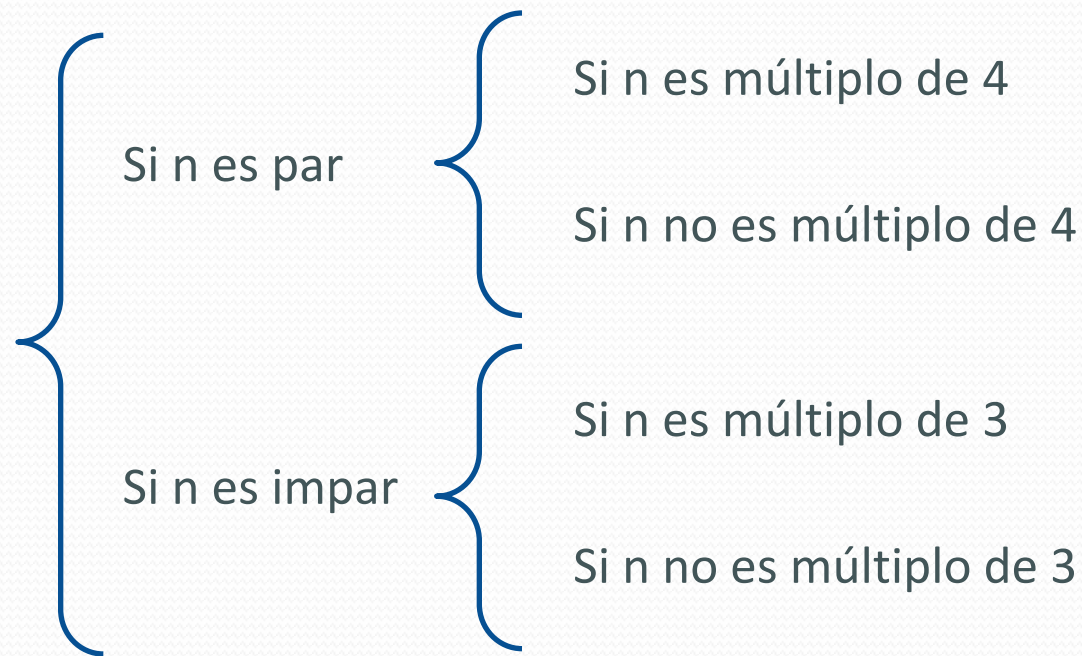 Si n es par
Si n es múltiplo de 4
Si n no es múltiplo de 4
Si n es impar
Si n es múltiplo de 3
Si n no es múltiplo de 3